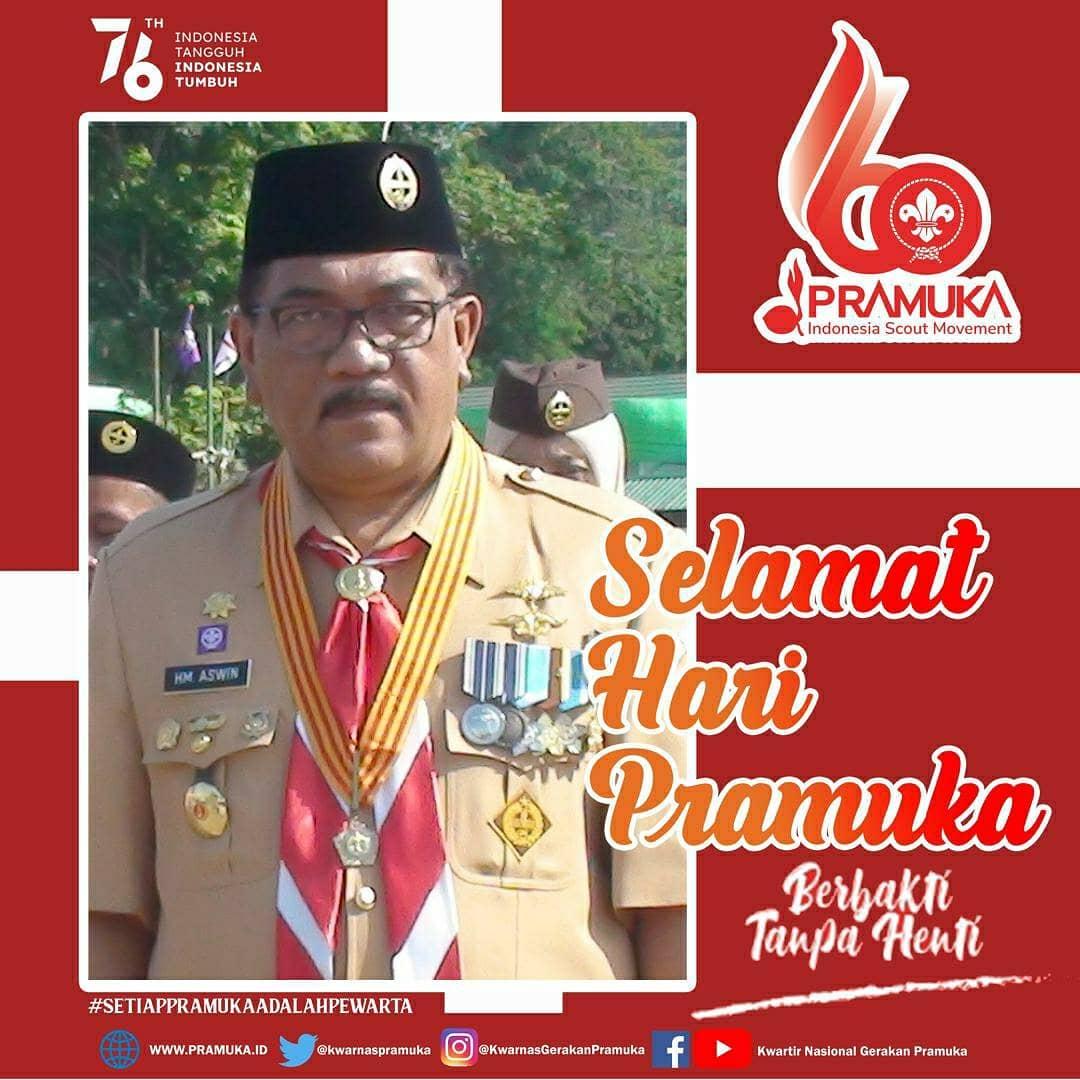 76TH
INDONESIA
TANGGUH
INDONESIA
TUMBUH
60
PRAMUKA
Indonesia Scout Movement
HM. ASWIN
Selamat
Hari
Pramuka
Berbakti
Tanpa Henti
#SETIAPPRAMUKAADALAHPEWARTA
WWW.PRAMUKA.ID
@kwarnaspramuka
@KwarnasGerakanPramuka
Kwartir Nasional Gerakan Pramuka